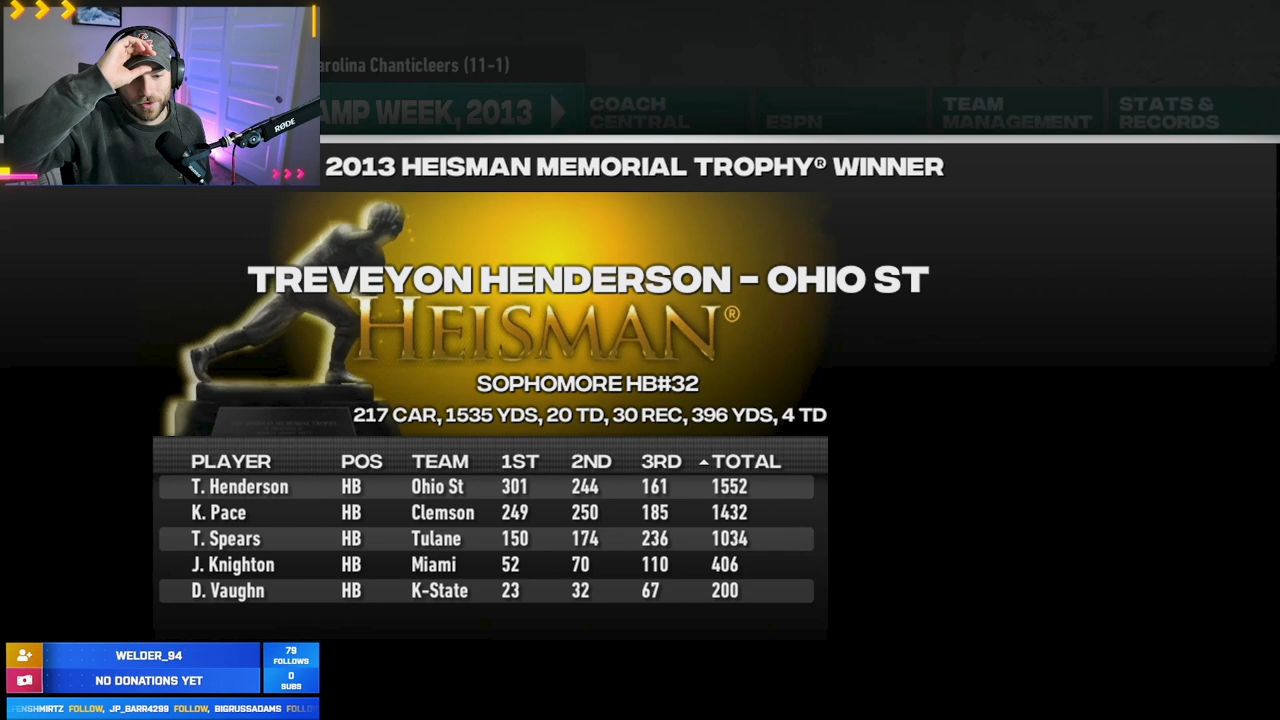 arolina Chanticleers (11-1)
AMP WEEK, 2013
COACH CENTRAL
ESPN
TEAM MANAGEMENT
STATS & RECORDS
RØDE
2013 HEISMAN MEMORIAL TROPHY® WINNER
TREVEYON HENDERSON - OHIO ST
HEISMAN®
SOPHOMORE HB#32
217 CAR, 1535 YDS, 20 TD, 30 REC, 396 YDS, 4 TD
PLAYER POS TEAM 1ST 2ND 3RD TOTAL
T. Henderson HB Ohio St 301 244 161 1552
K. Pace HB Clemson 249 250 185 1432
T. Spears HB Tulane 150 174 236 1034
J. Knighton HB Miami 52 70 110 406
D. Vaughn HB K-State 23 32 67 200
WELDER_94
79 FOLLOWS
NO DONATIONS YET
0 SUBS
FENSHMIRTZ FOLLOW, JP_BARR4299 FOLLOW, BIGRUSSADAMS FOLLO